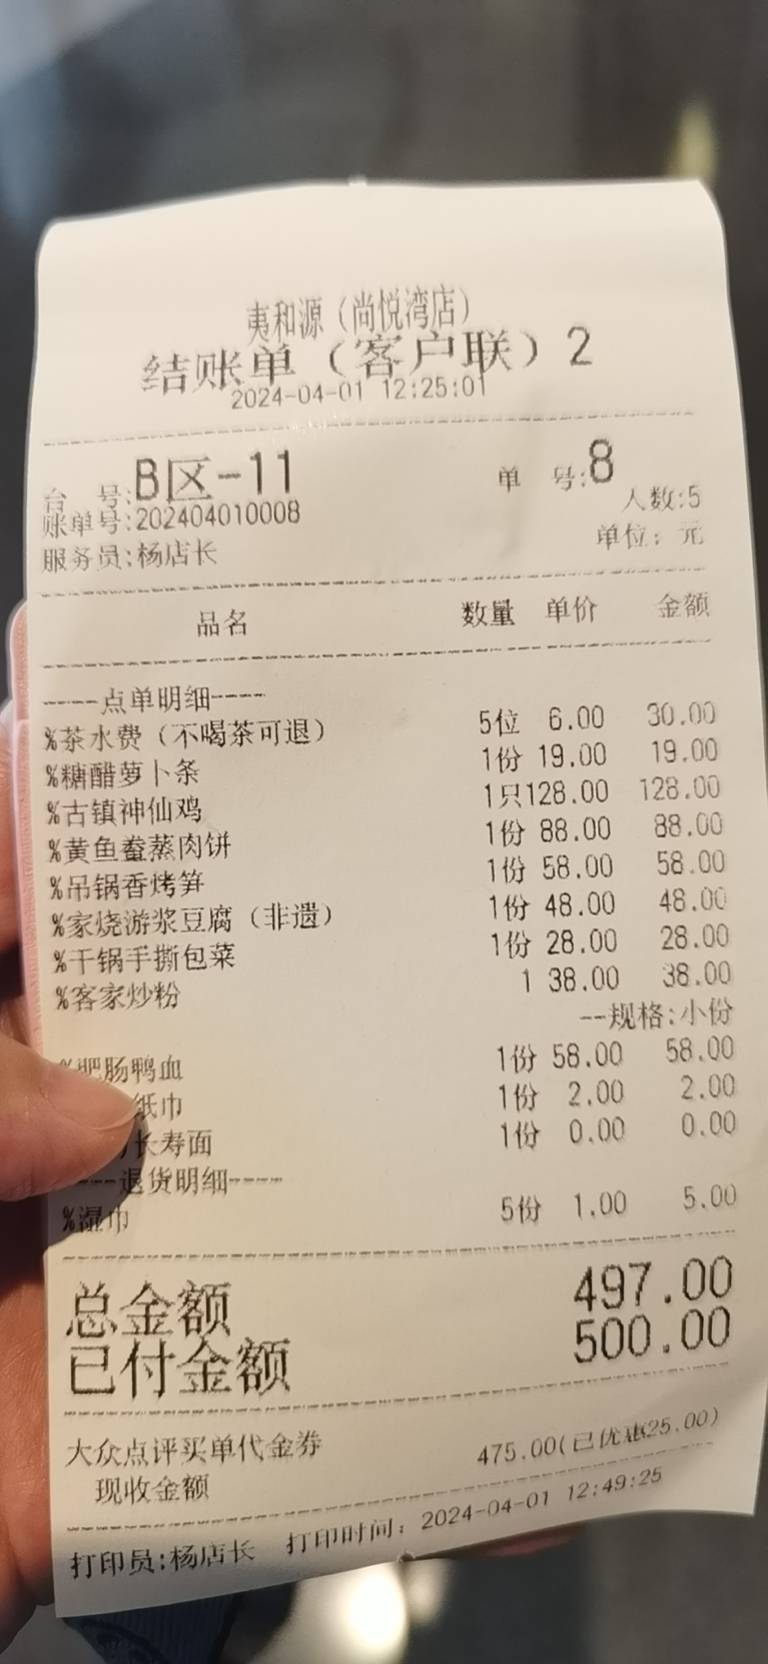 夷和源（尚悦湾店）
结账单（客户联）2
2024-04-01 12:25:01
台 号:B区-11 单 号:8
账单号:202404010008 人数:5
服务员:杨店长 单位：元
品名 数量 单价 金额
----点单明细----
%茶水费（不喝茶可退） 5位 6.00 30.00
%糖醋萝卜条 1份 19.00 19.00
%古镇神仙鸡 1只128.00 128.00
%黄鱼鲞蒸肉饼 1份 88.00 88.00
%吊锅香烤笋 1份 58.00 58.00
%家烧游浆豆腐（非遗） 1份 48.00 48.00
%干锅手撕包菜 1份 28.00 28.00
%客家炒粉 1 38.00 38.00
--规格:小份
%肥肠鸭血 1份 58.00 58.00
纸巾 1份 2.00 2.00
长寿面 1份 0.00 0.00
----退货明细----
%湿巾 5份 1.00 5.00
总金额 497.00
已付金额 500.00
大众点评买单代金券 475.00(已优惠25.00)
现收金额
打印员:杨店长 打印时间：2024-04-01 12:49:25